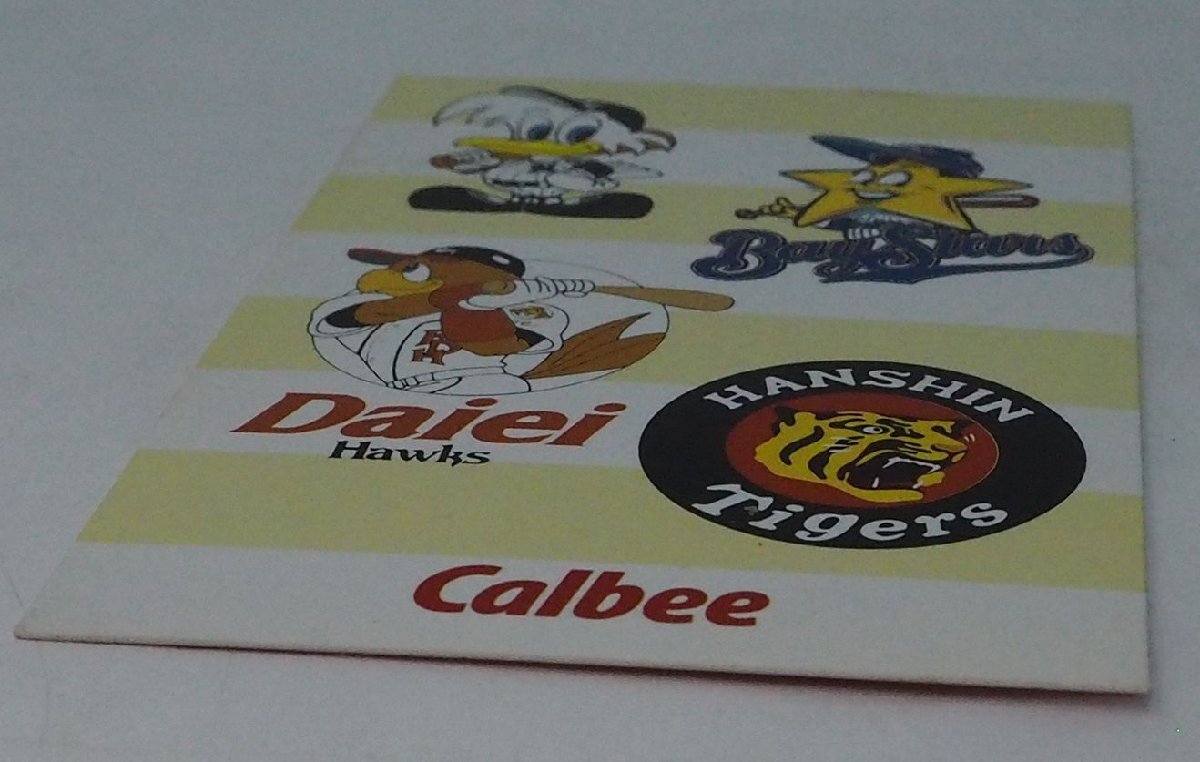 BayStars
Daiei
Hawks
HANSHIN
Tigers
Calbee